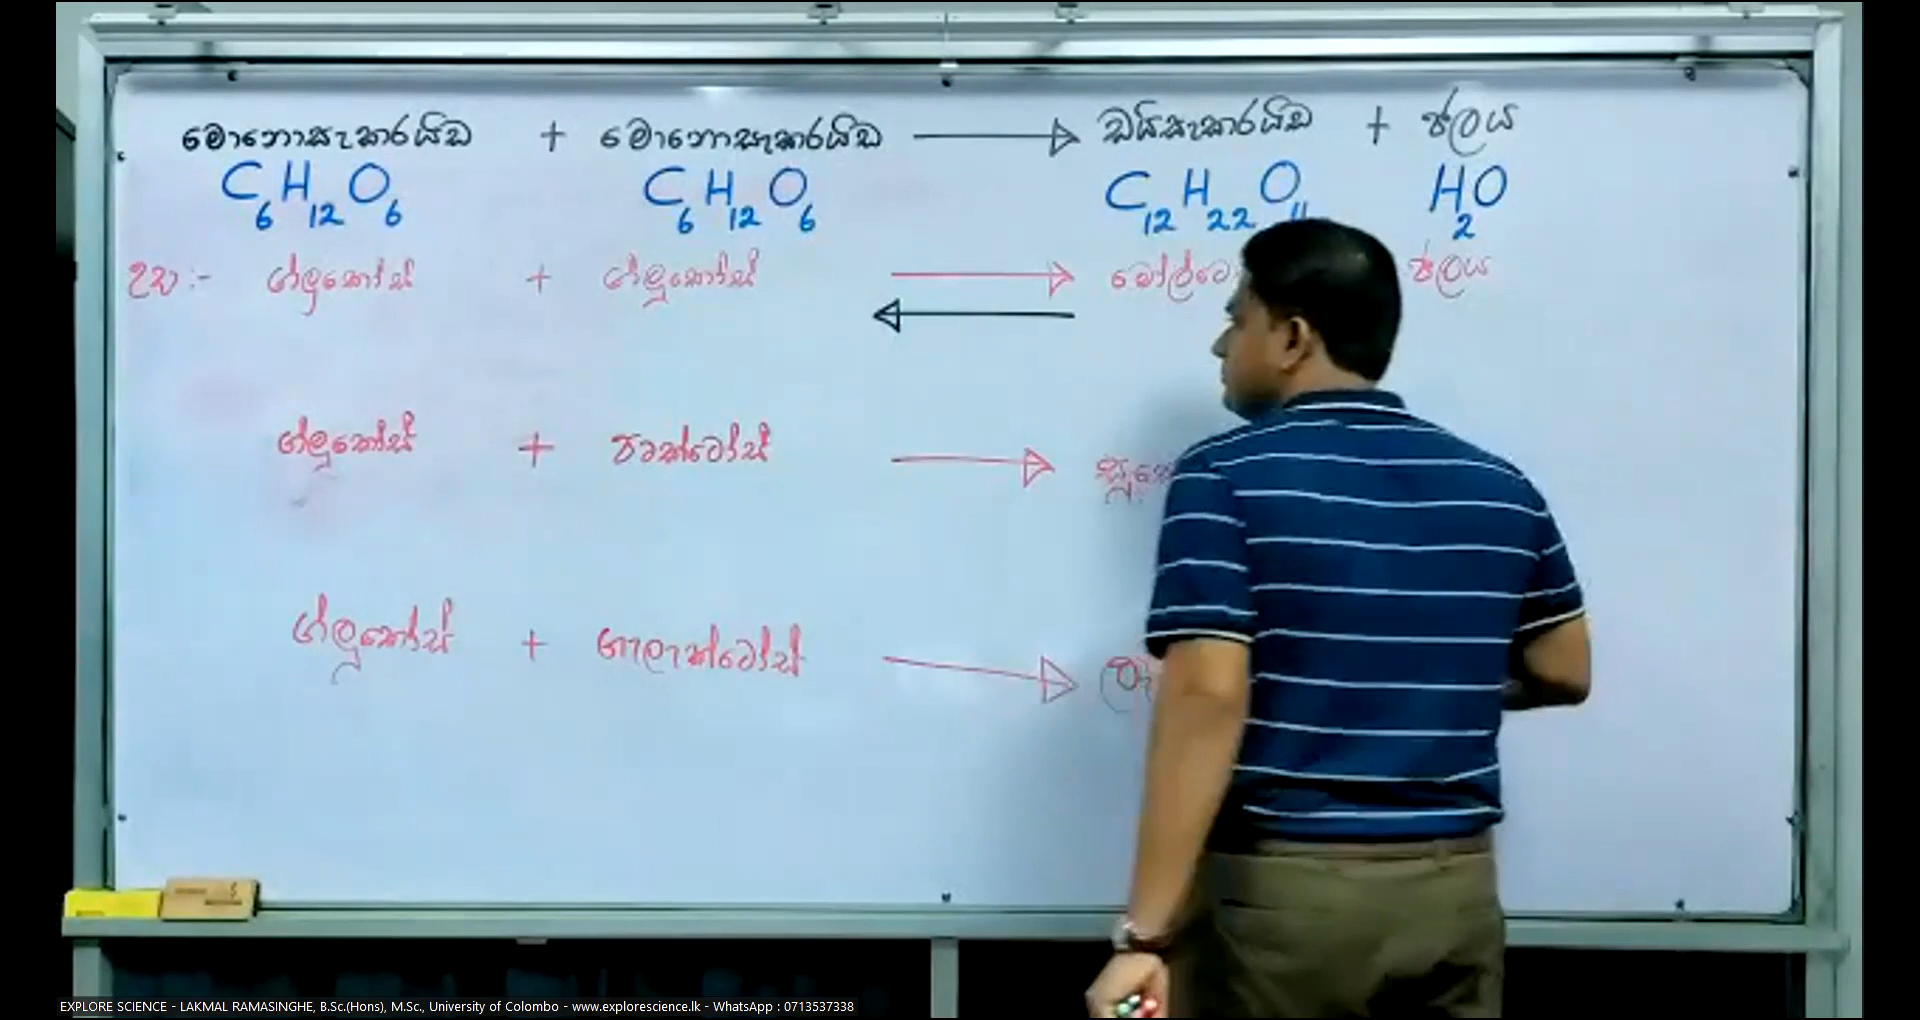 මොනොසැකරයිඩ + මොනොසැකරයිඩ → ඩයිසැකරයිඩ + ජලය
C6H12O6 C6H12O6 C12H22O11 H2O
උදා :- ග්ලූකෝස් + ග්ලූකෝස් → ජලය
ග්ලූකෝස් + ෆ්රක්ටෝස් →
ග්ලූකෝස් + ගැලැක්ටෝස් →
EXPLORE SCIENCE - LAKMAL RAMASINGHE, B.Sc.(Hons), M.Sc., University of Colombo - www.explorescience.lk - WhatsApp : 0713537338